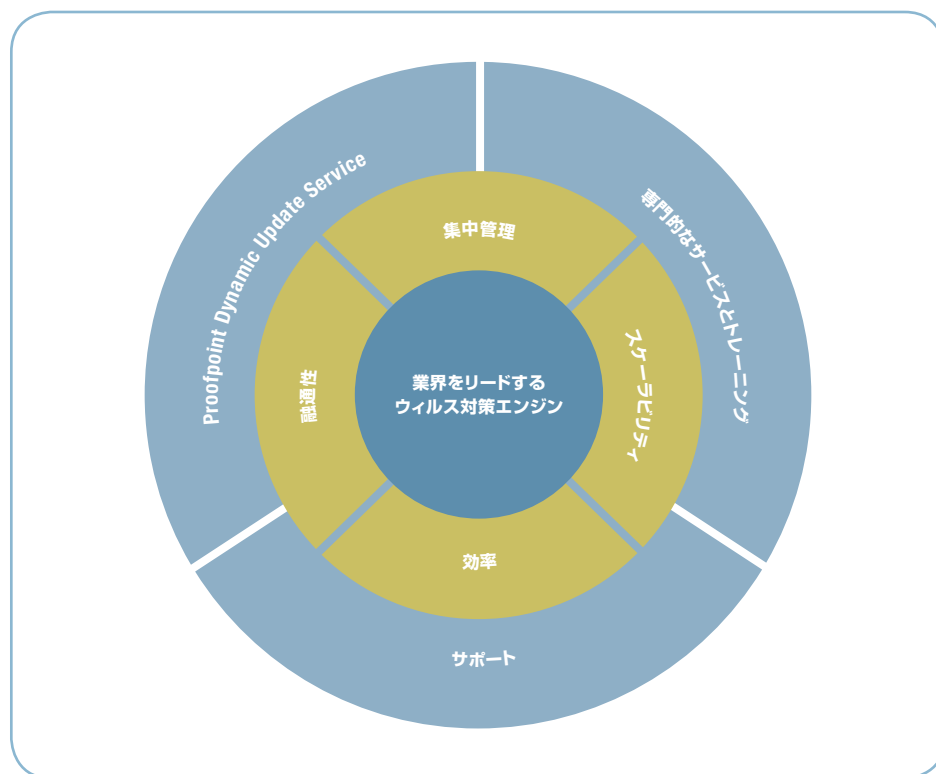 Proofpoint Dynamic Update Service
専門的なサービスとトレーニング
集中管理
融通性
スケーラビリティ
業界をリードする
ウィルス対策エンジン
効率
サポート